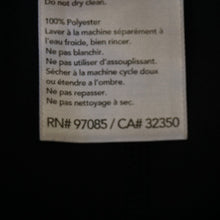 Do not dry clean.
100% Polyester
Laver à la machine séparément à
l'eau froide, bien rincer.
Ne pas blanchir.
Ne pas utiliser d'assouplissant.
Sécher à la machine cycle doux
ou étendre a l'ombre.
Ne pas repasser.
Ne pas nettoyage à sec.
RN# 97085 / CA# 32350